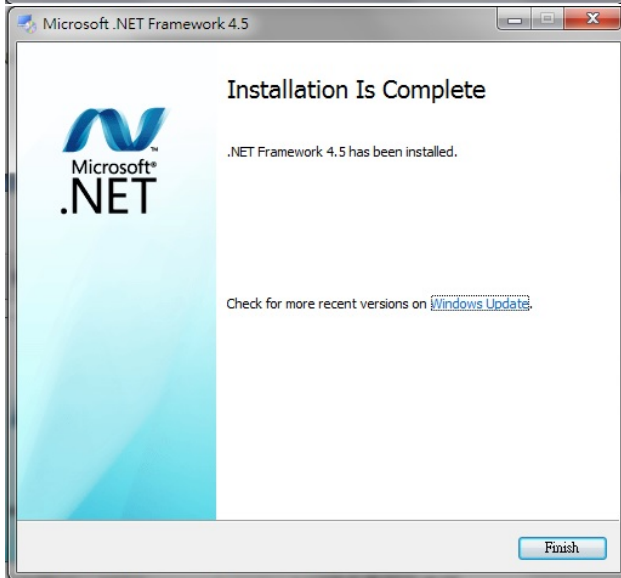 Microsoft .NET Framework 4.5
Installation Is Complete
.NET Framework 4.5 has been installed.
Microsoft®
.NET
Check for more recent versions on Windows Update.
Finish